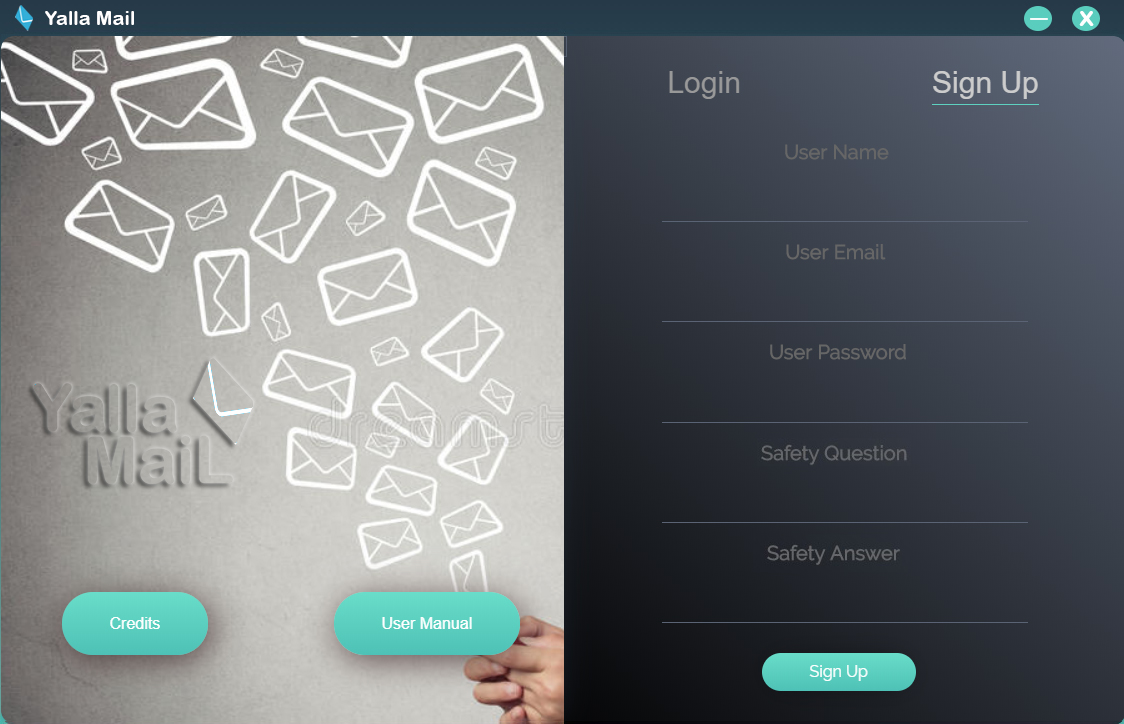 Yalla Mail
Login
Sign Up
User Name
User Email
User Password
Safety Question
Safety Answer
Sign Up
Yalla
MaiL
dreamst
Credits
User Manual